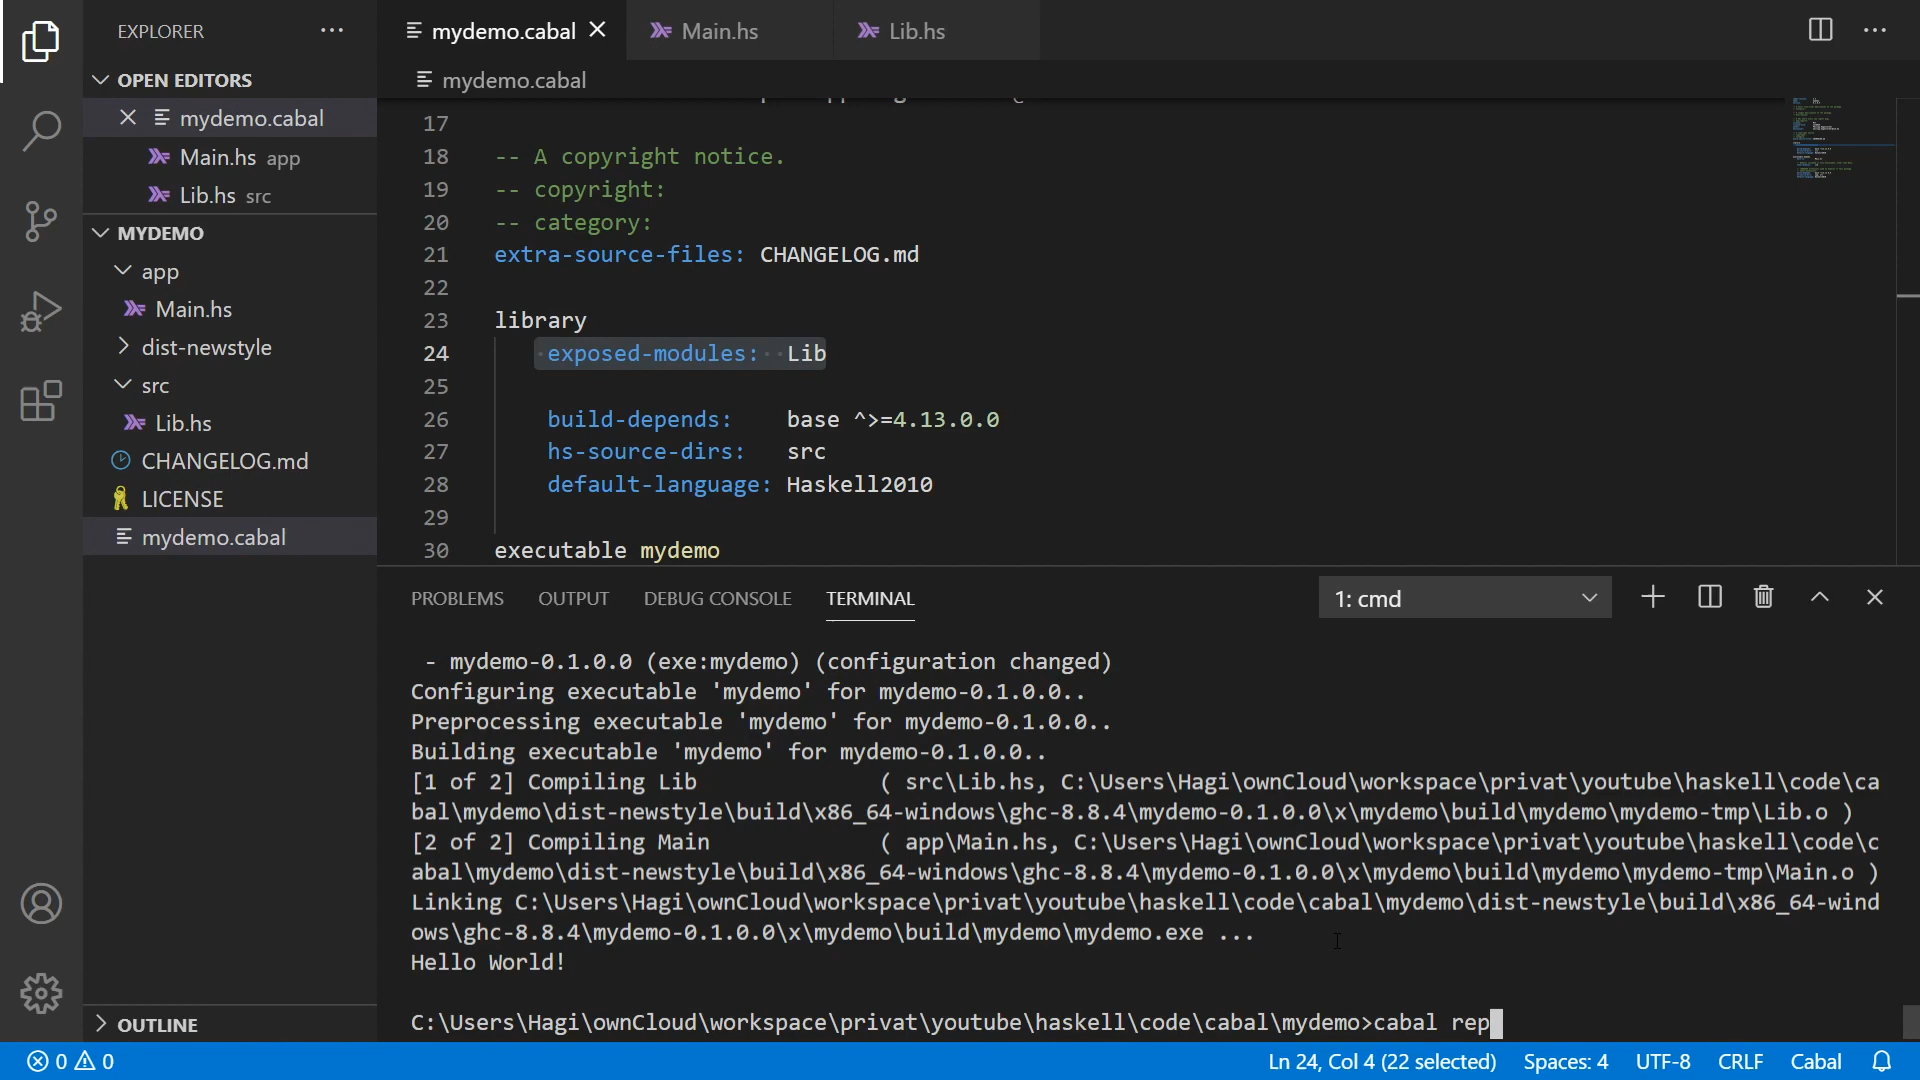 EXPLORER
OPEN EDITORS
mydemo.cabal
Main.hs app
Lib.hs src
MYDEMO
app
Main.hs
dist-newstyle
src
Lib.hs
CHANGELOG.md
LICENSE
mydemo.cabal
OUTLINE
mydemo.cabal
Main.hs
Lib.hs
mydemo.cabal
17
18 -- A copyright notice.
19 -- copyright:
20 -- category:
21 extra-source-files: CHANGELOG.md
22
23 library
24 exposed-modules: Lib
25
26 build-depends: base ^>=4.13.0.0
27 hs-source-dirs: src
28 default-language: Haskell2010
29
30 executable mydemo
PROBLEMS OUTPUT DEBUG CONSOLE TERMINAL 1: cmd
- mydemo-0.1.0.0 (exe:mydemo) (configuration changed)
Configuring executable 'mydemo' for mydemo-0.1.0.0..
Preprocessing executable 'mydemo' for mydemo-0.1.0.0..
Building executable 'mydemo' for mydemo-0.1.0.0..
[1 of 2] Compiling Lib ( src\Lib.hs, C:\Users\Hagi\ownCloud\workspace\privat\youtube\haskell\code\ca
bal\mydemo\dist-newstyle\build\x86_64-windows\ghc-8.8.4\mydemo-0.1.0.0\x\mydemo\build\mydemo\mydemo-tmp\Lib.o )
[2 of 2] Compiling Main ( app\Main.hs, C:\Users\Hagi\ownCloud\workspace\privat\youtube\haskell\code\c
abal\mydemo\dist-newstyle\build\x86_64-windows\ghc-8.8.4\mydemo-0.1.0.0\x\mydemo\build\mydemo\mydemo-tmp\Main.o )
Linking C:\Users\Hagi\ownCloud\workspace\privat\youtube\haskell\code\cabal\mydemo\dist-newstyle\build\x86_64-wind
ows\ghc-8.8.4\mydemo-0.1.0.0\x\mydemo\build\mydemo\mydemo.exe ...
Hello World!
C:\Users\Hagi\ownCloud\workspace\privat\youtube\haskell\code\cabal\mydemo>cabal rep
0 0 Ln 24, Col 4 (22 selected) Spaces: 4 UTF-8 CRLF Cabal